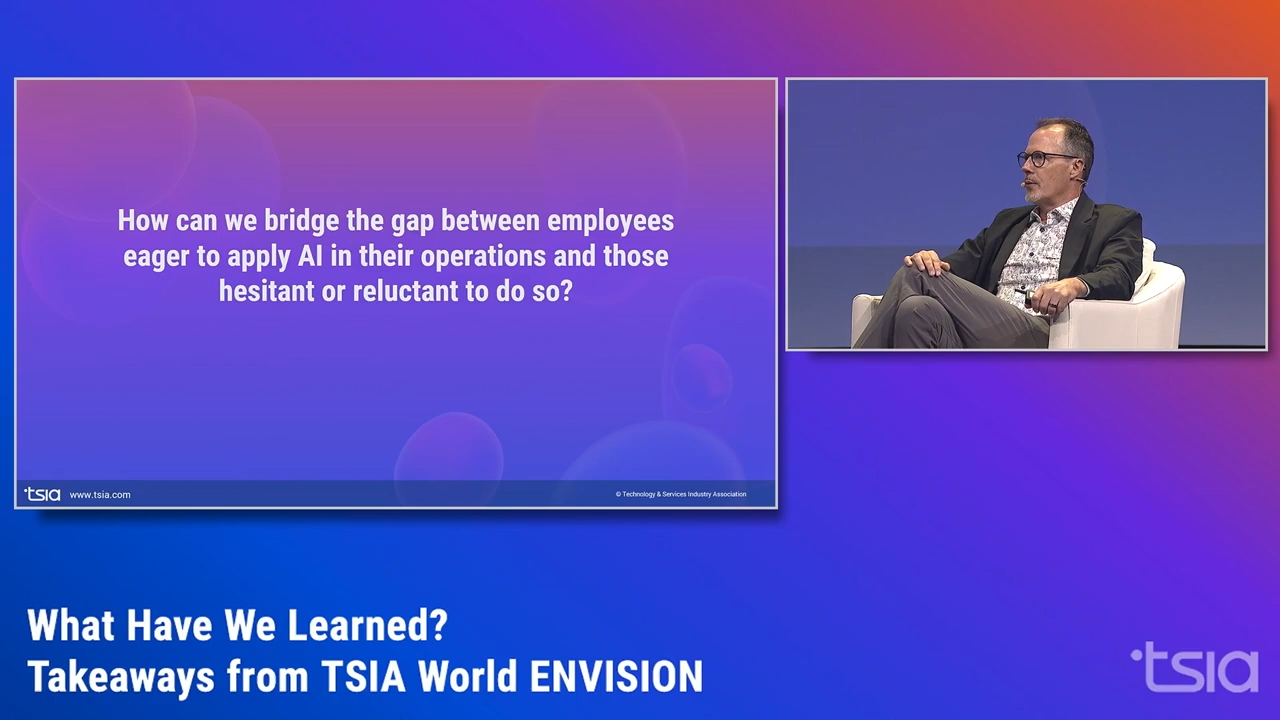 How can we bridge the gap between employees
eager to apply AI in their operations and those
hesitant or reluctant to do so?
tsia www.tsia.com
© Technology & Services Industry Association
What Have We Learned?
Takeaways from TSIA World ENVISION
tsia